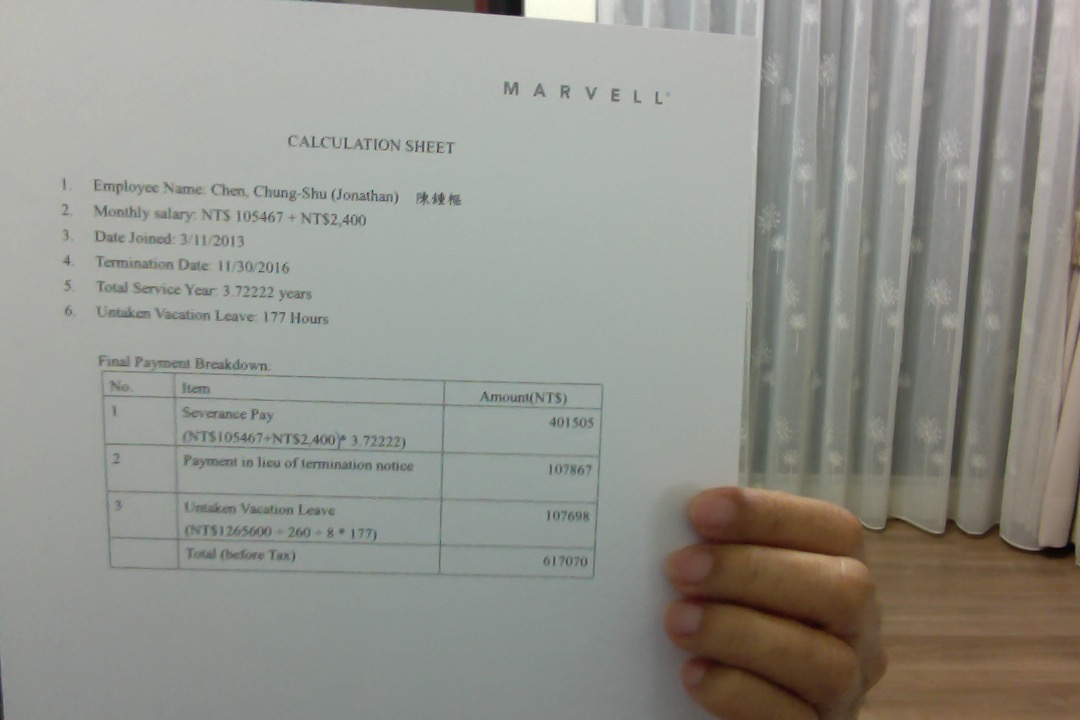 MARVELL
CALCULATION SHEET
1. Employee Name: Chen, Chung-Shu (Jonathan) 陳鍾樞
2. Monthly salary: NT$ 105467 + NT$2,400
3. Date Joined: 3/11/2013
4. Termination Date: 11/30/2016
5. Total Service Year: 3.72222 years
6. Untaken Vacation Leave: 177 Hours
Final Payment Breakdown:
No. Item Amount(NT$)
1 Severance Pay 401505
(NT$105467+NT$2,400)* 3.72222)
2 Payment in lieu of termination notice 107867
3 Untaken Vacation Leave 107698
(NT$1265600 ÷ 260 ÷ 8 * 177)
Total (before Tax) 617070